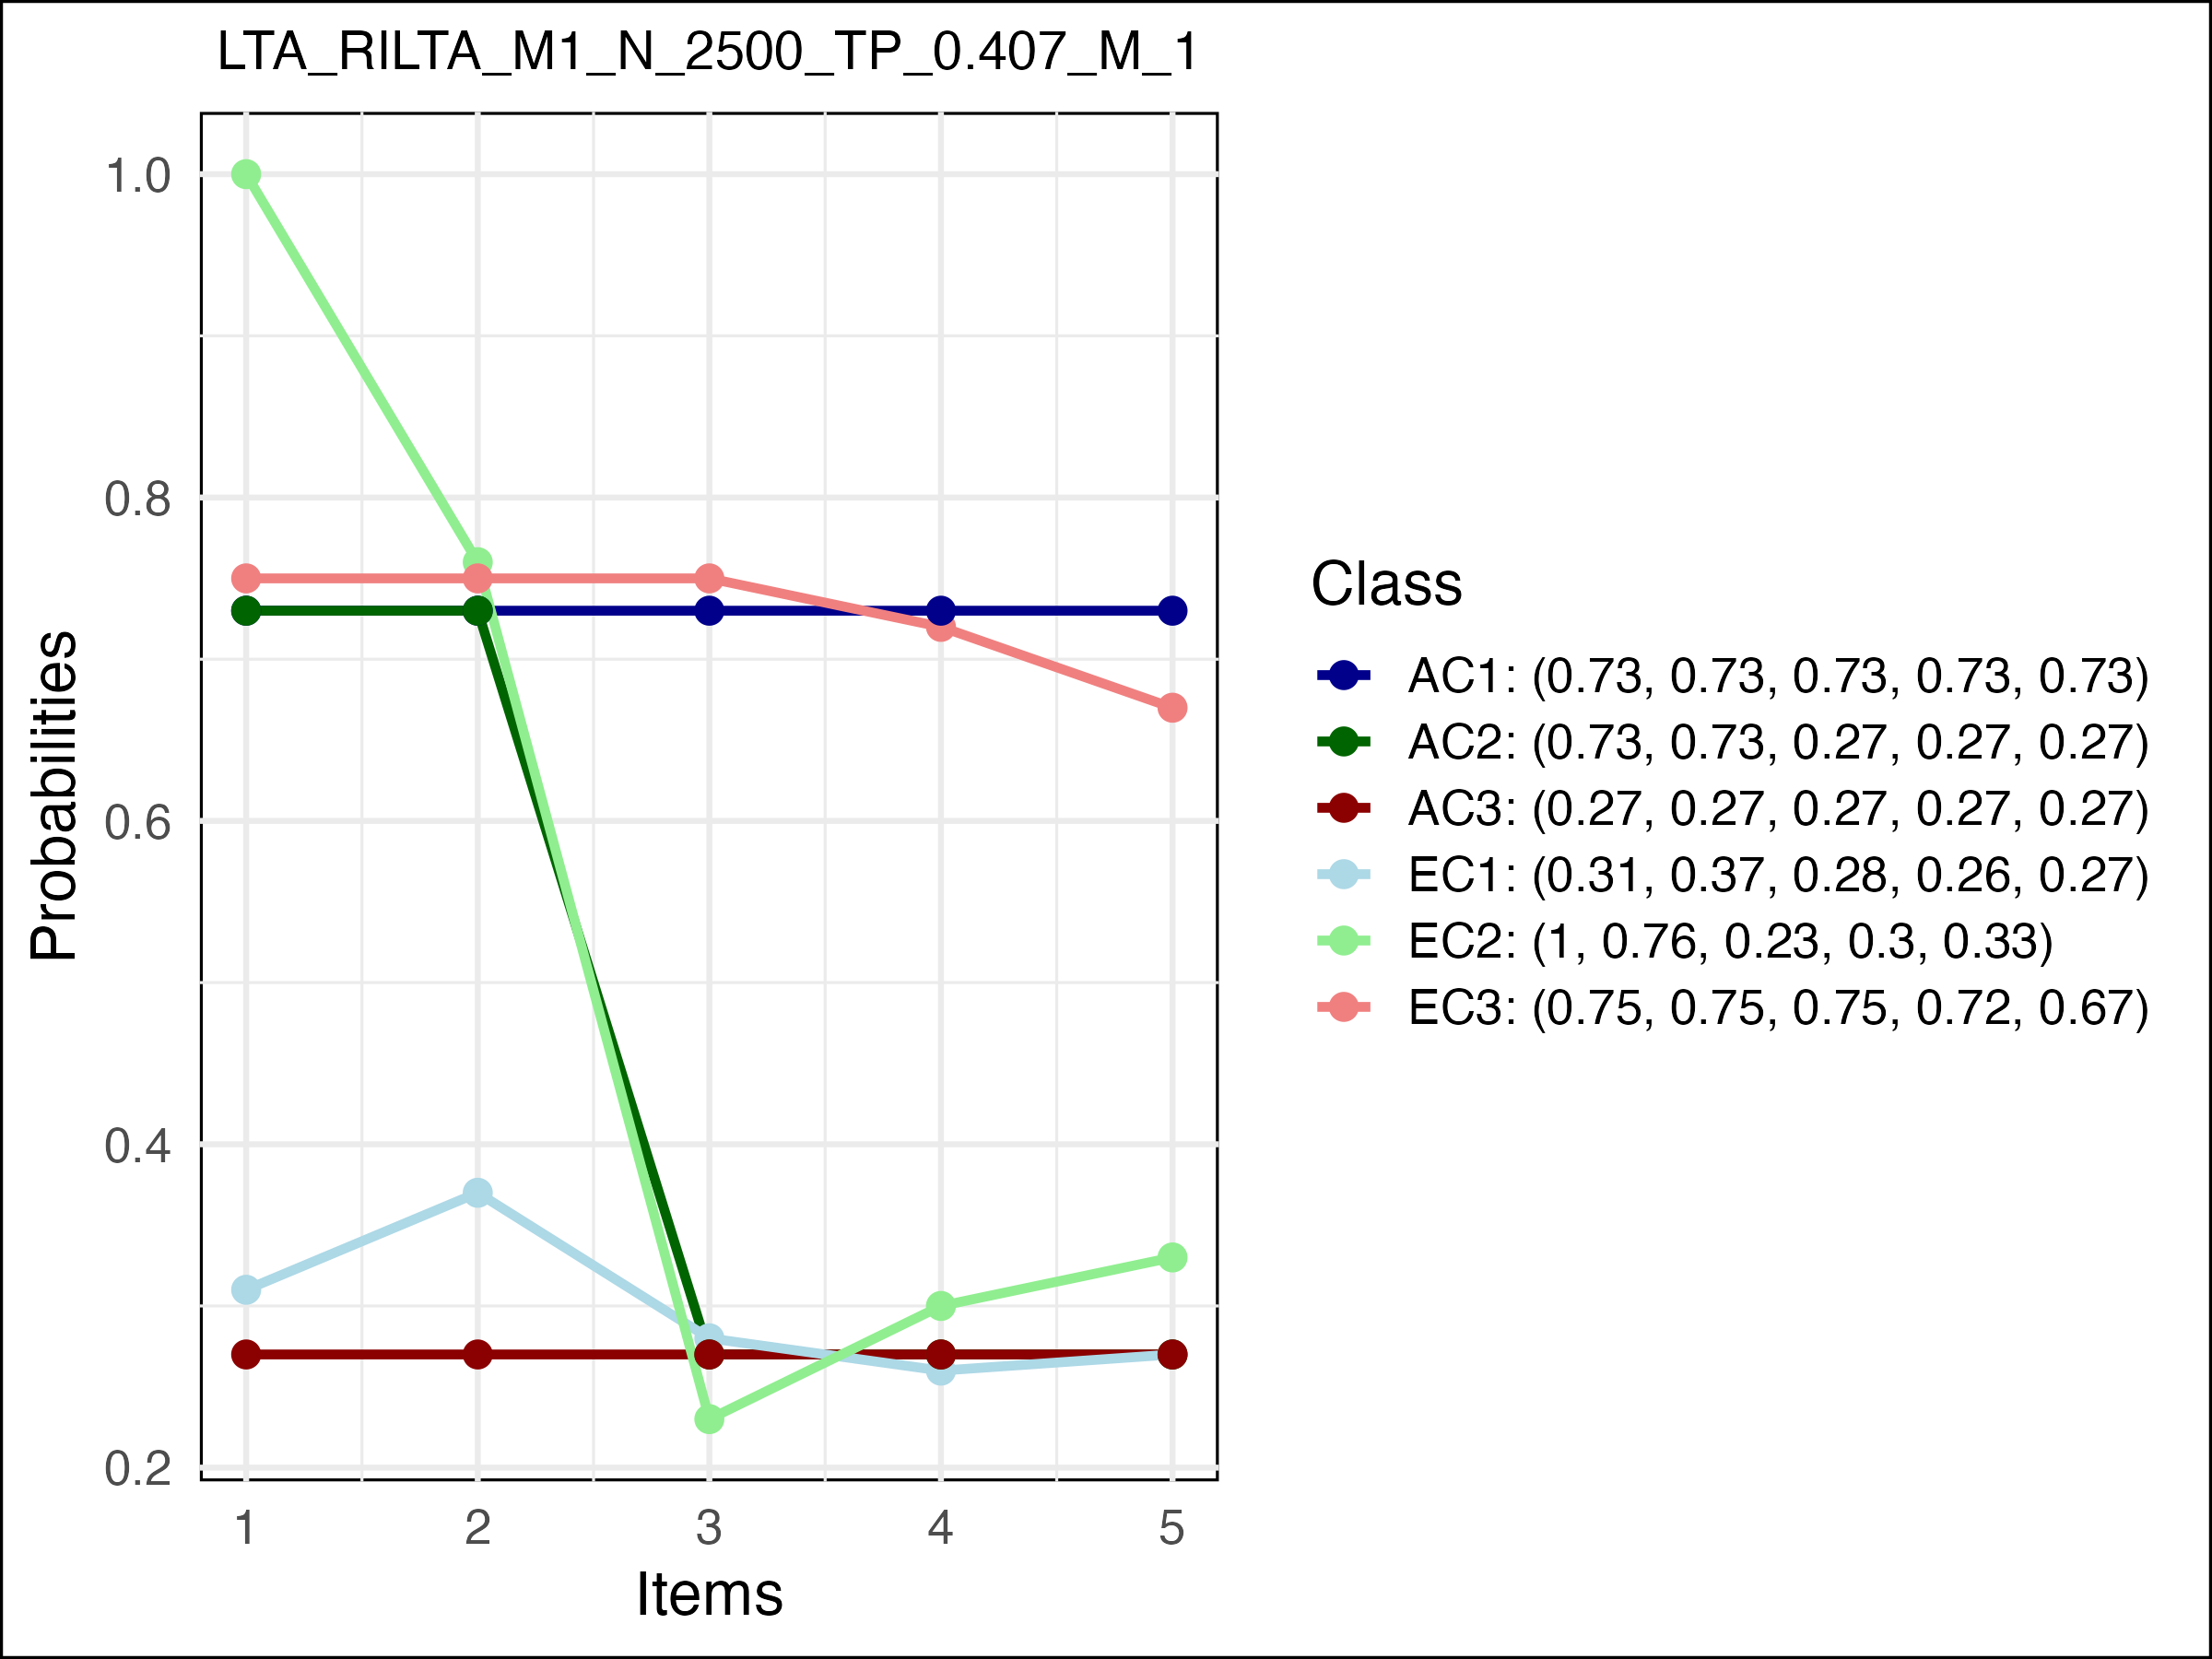 LTA_RILTA_M1_N_2500_TP_0.407_M_1
Probabilities
1.0
0.8
0.6
0.4
0.2
1 2 3 4 5
Items
Class
AC1: (0.73, 0.73, 0.73, 0.73, 0.73)
AC2: (0.73, 0.73, 0.27, 0.27, 0.27)
AC3: (0.27, 0.27, 0.27, 0.27, 0.27)
EC1: (0.31, 0.37, 0.28, 0.26, 0.27)
EC2: (1, 0.76, 0.23, 0.3, 0.33)
EC3: (0.75, 0.75, 0.75, 0.72, 0.67)